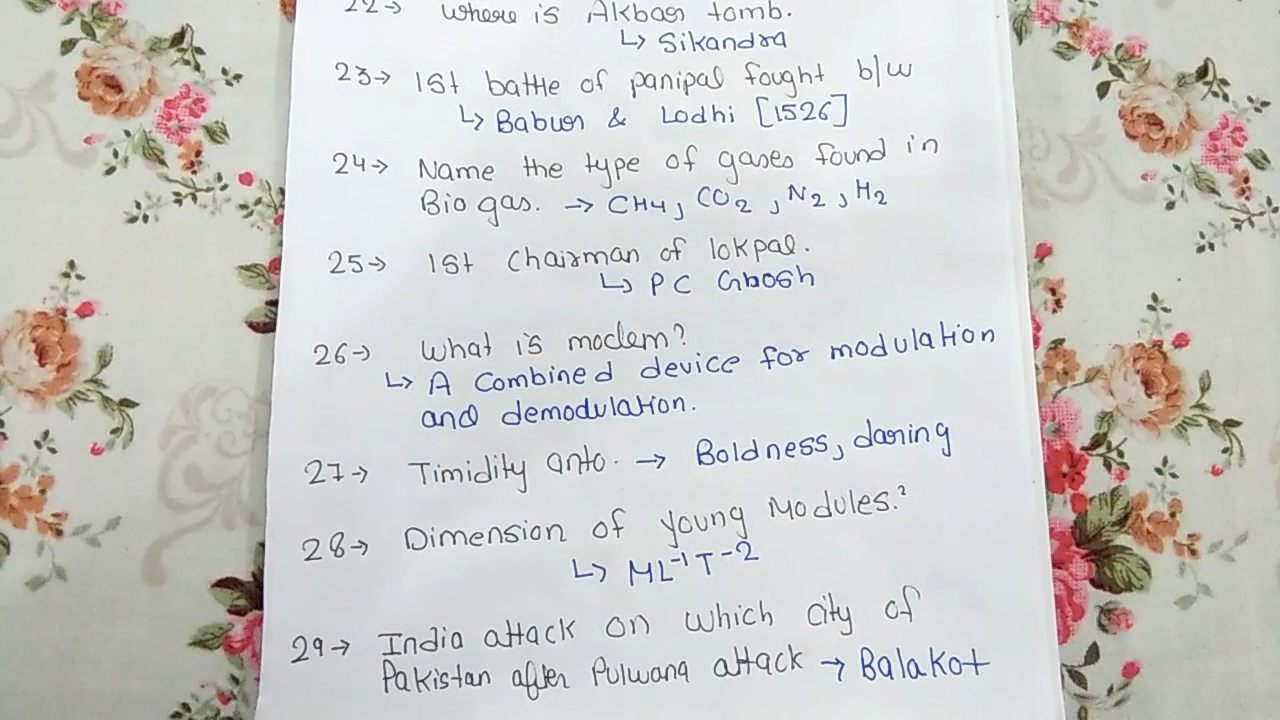 22→ Where is Akbar tomb.
↳ Sikandra
23→ 1st battle of panipal fought b/w
↳ Babur & Lodhi [1526]
24→ Name the type of gases found in
Bio gas. → CH4, CO2, N2, H2
25→ 1st Chairman of lokpal.
↳ PC Ghosh
26→ What is modem?
↳ A Combined device for modulation
and demodulation.
27→ Timidity anto. → Boldness, daring
28→ Dimension of young Modules.?
↳ ML⁻¹T⁻2
29→ India attack on which city of
Pakistan after Pulwana attack → Balakot